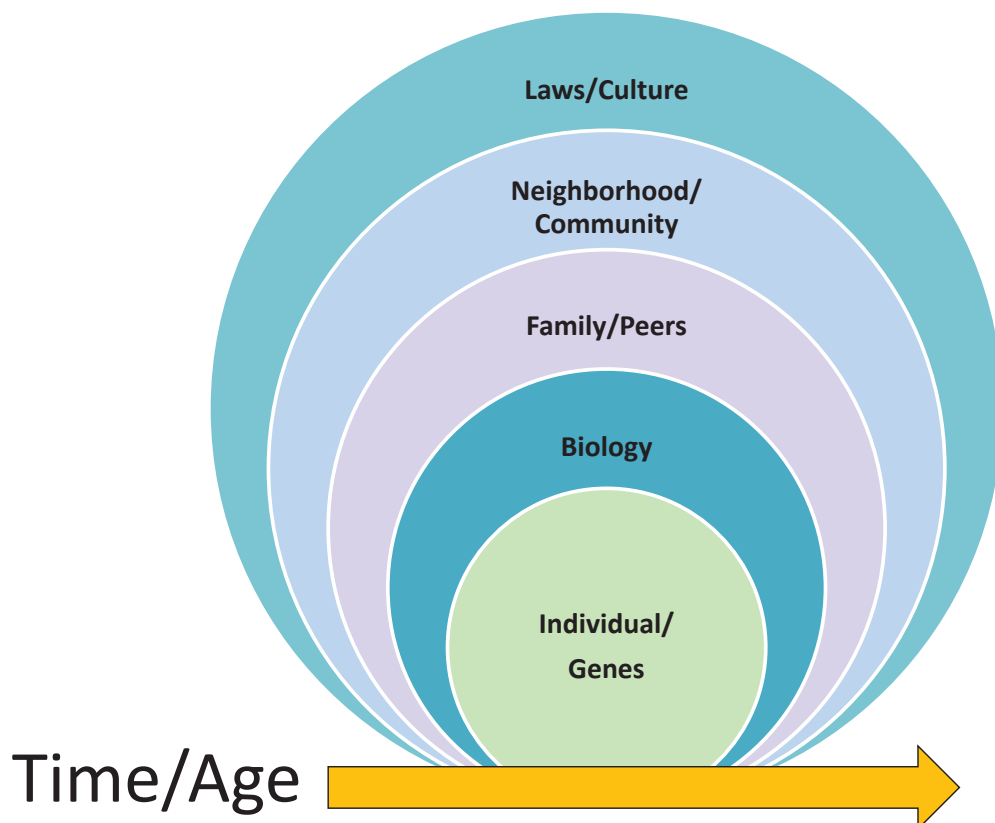 Laws/Culture
Neighborhood/
Community
Family/Peers
Biology
Individual/
Genes
Time/Age